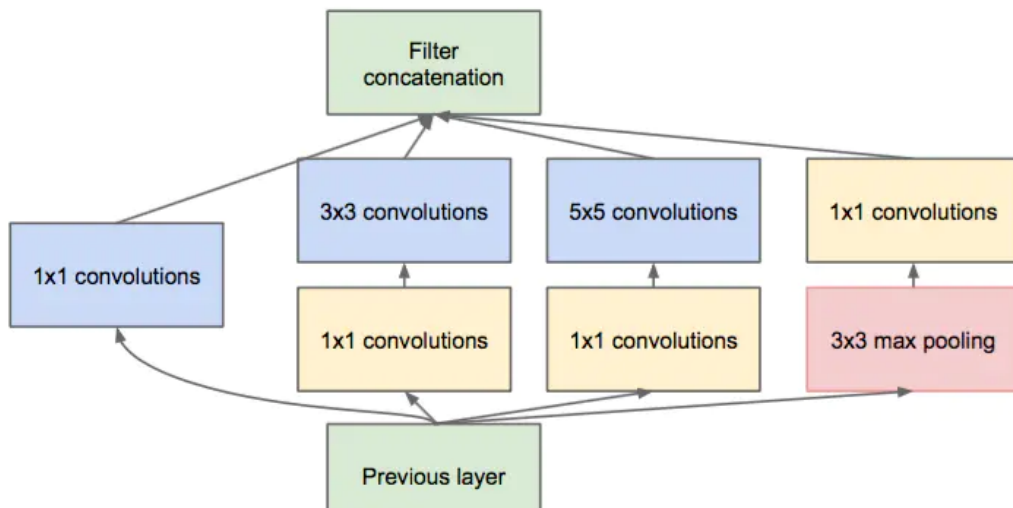 Filter
concatenation
3x3 convolutions
5x5 convolutions
1x1 convolutions
1x1 convolutions
1x1 convolutions
1x1 convolutions
3x3 max pooling
Previous layer